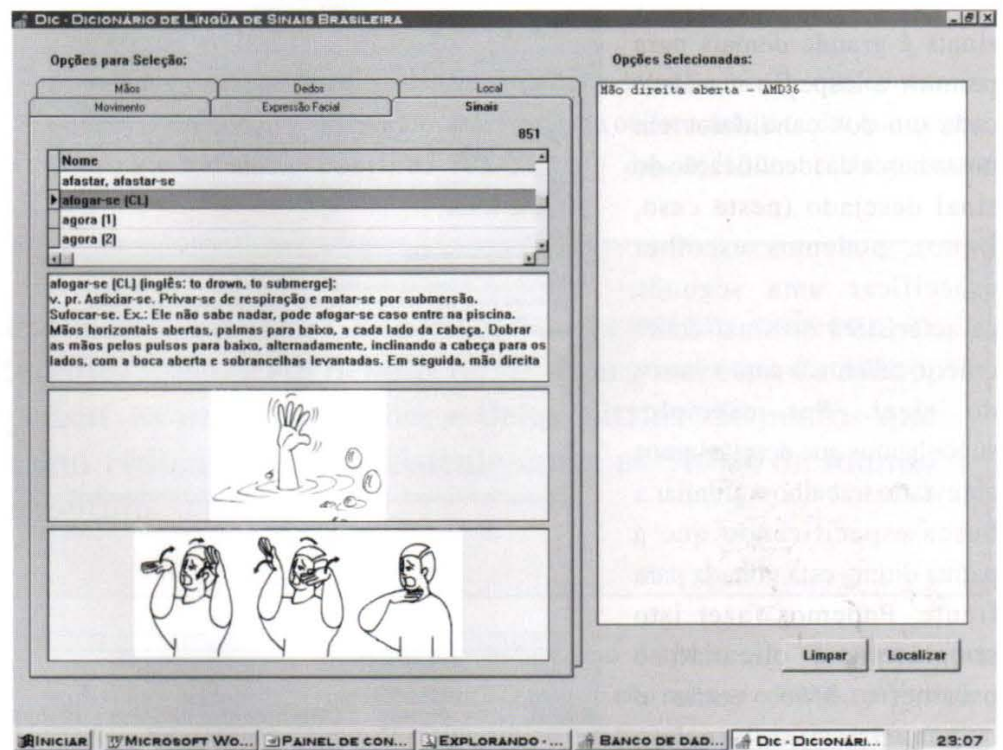 DIC - DICIONÁRIO DE LÍNGÜA DE SINAIS BRASILEIRA
Opções para Seleção:
Mãos Dedos Local
Movimento Expressão Facial Sinais
851
Nome
afastar, afastar-se
afogar-se (CL)
agora (1)
agora (2)
afogar-se (CL) (inglês: to drown, to submerge):
v. pr. Asfixiar-se. Privar-se de respiração e matar-se por submersão.
Sufocar-se. Ex.: Ele não sabe nadar, pode afogar-se caso entre na piscina.
Mãos horizontais abertas, palmas para baixo, a cada lado da cabeça. Dobrar
as mãos pelos pulsos para baixo, alternadamente, inclinando a cabeça para os
lados, com a boca aberta e sobrancelhas levantadas. Em seguida, mão direita
Opções Selecionadas:
Mão direita aberta - AMD36
Limpar Localizar
INICIAR MICROSOFT WO... PAINEL DE CON... EXPLORANDO - ... BANCO DE DAD... DIC - DICIONÁRI... 23:07